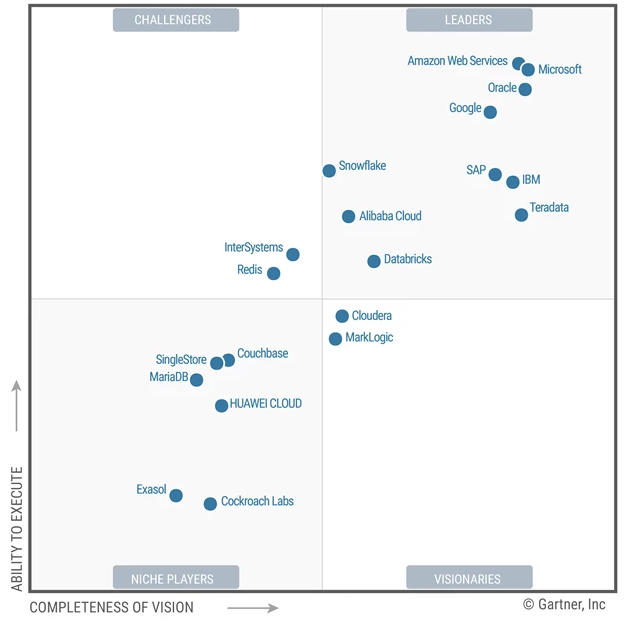 CHALLENGERS
LEADERS
Amazon Web Services
Microsoft
Oracle
Google
Snowflake
SAP
IBM
Teradata
Alibaba Cloud
InterSystems
Databricks
Redis
Cloudera
MarkLogic
Couchbase
SingleStore
MariaDB
HUAWEI CLOUD
Exasol
Cockroach Labs
ABILITY TO EXECUTE
NICHE PLAYERS
VISIONARIES
COMPLETENESS OF VISION
© Gartner, Inc